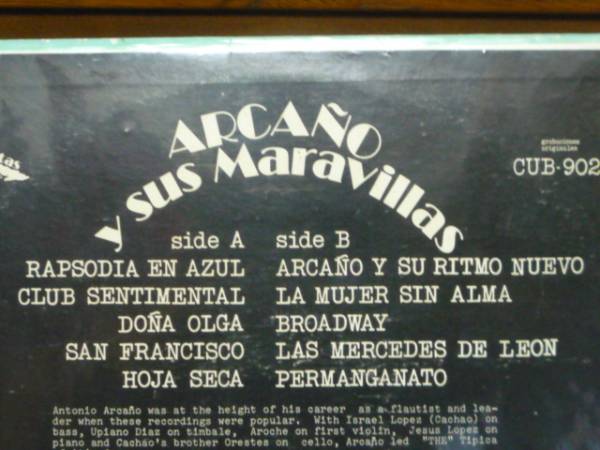 ARCAÑO
y sus Maravillas
tas
grabaciones
originales
CUB-902
side A
RAPSODIA EN AZUL
CLUB SENTIMENTAL
DOÑA OLGA
SAN FRANCISCO
HOJA SECA
side B
ARCAÑO Y SU RITMO NUEVO
LA MUJER SIN ALMA
BROADWAY
LAS MERCEDES DE LEON
PERMANGANATO
Antonio Arcaño was at the height of his career as a flautist and lea-
der when these recordings were popular. With Israel Lopez (Cachao) on
bass, Upiano Diaz on timbale, Aroche on first violin, Jesus Lopez on
piano and Cachao's brother Orestes on cello, Arcaño led "THE" Tipica